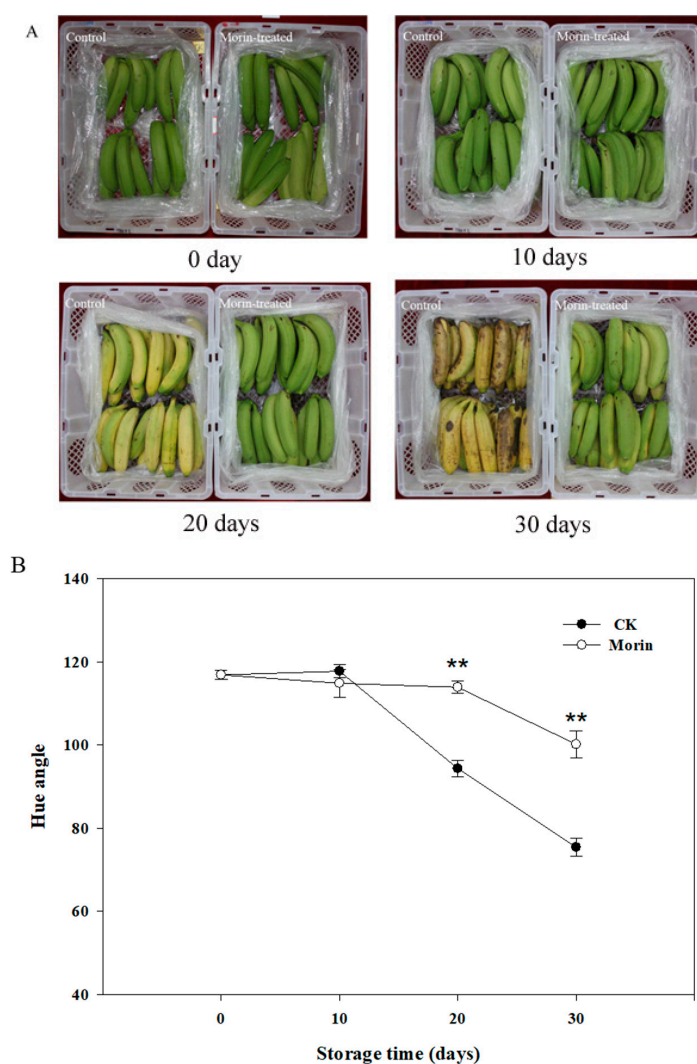 A
Control
Morin-treated
Control
Morin-treated
0 day
10 days
Control
Morin-treated
Control
Morin-treated
20 days
30 days
B
140
120
100
80
60
40
CK
Morin
**
**
Hue angle
0
10
20
30
Storage time (days)